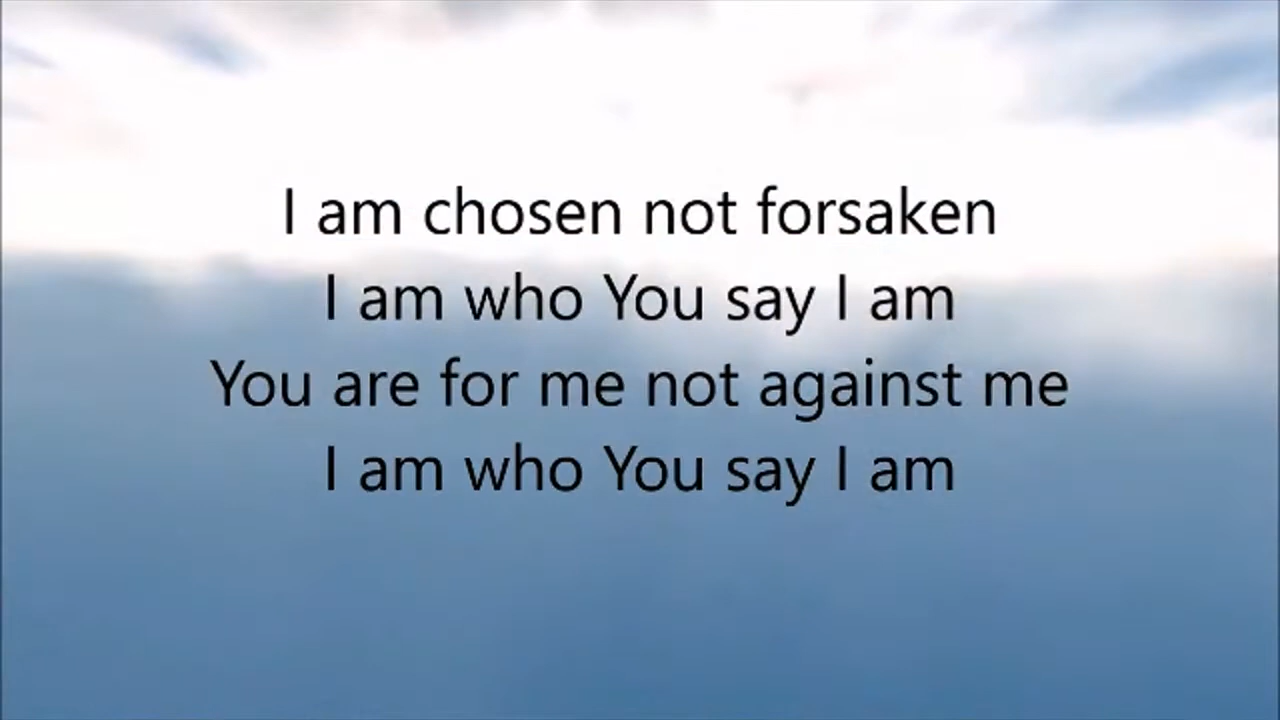 I am chosen not forsaken
I am who You say I am
You are for me not against me
I am who You say I am